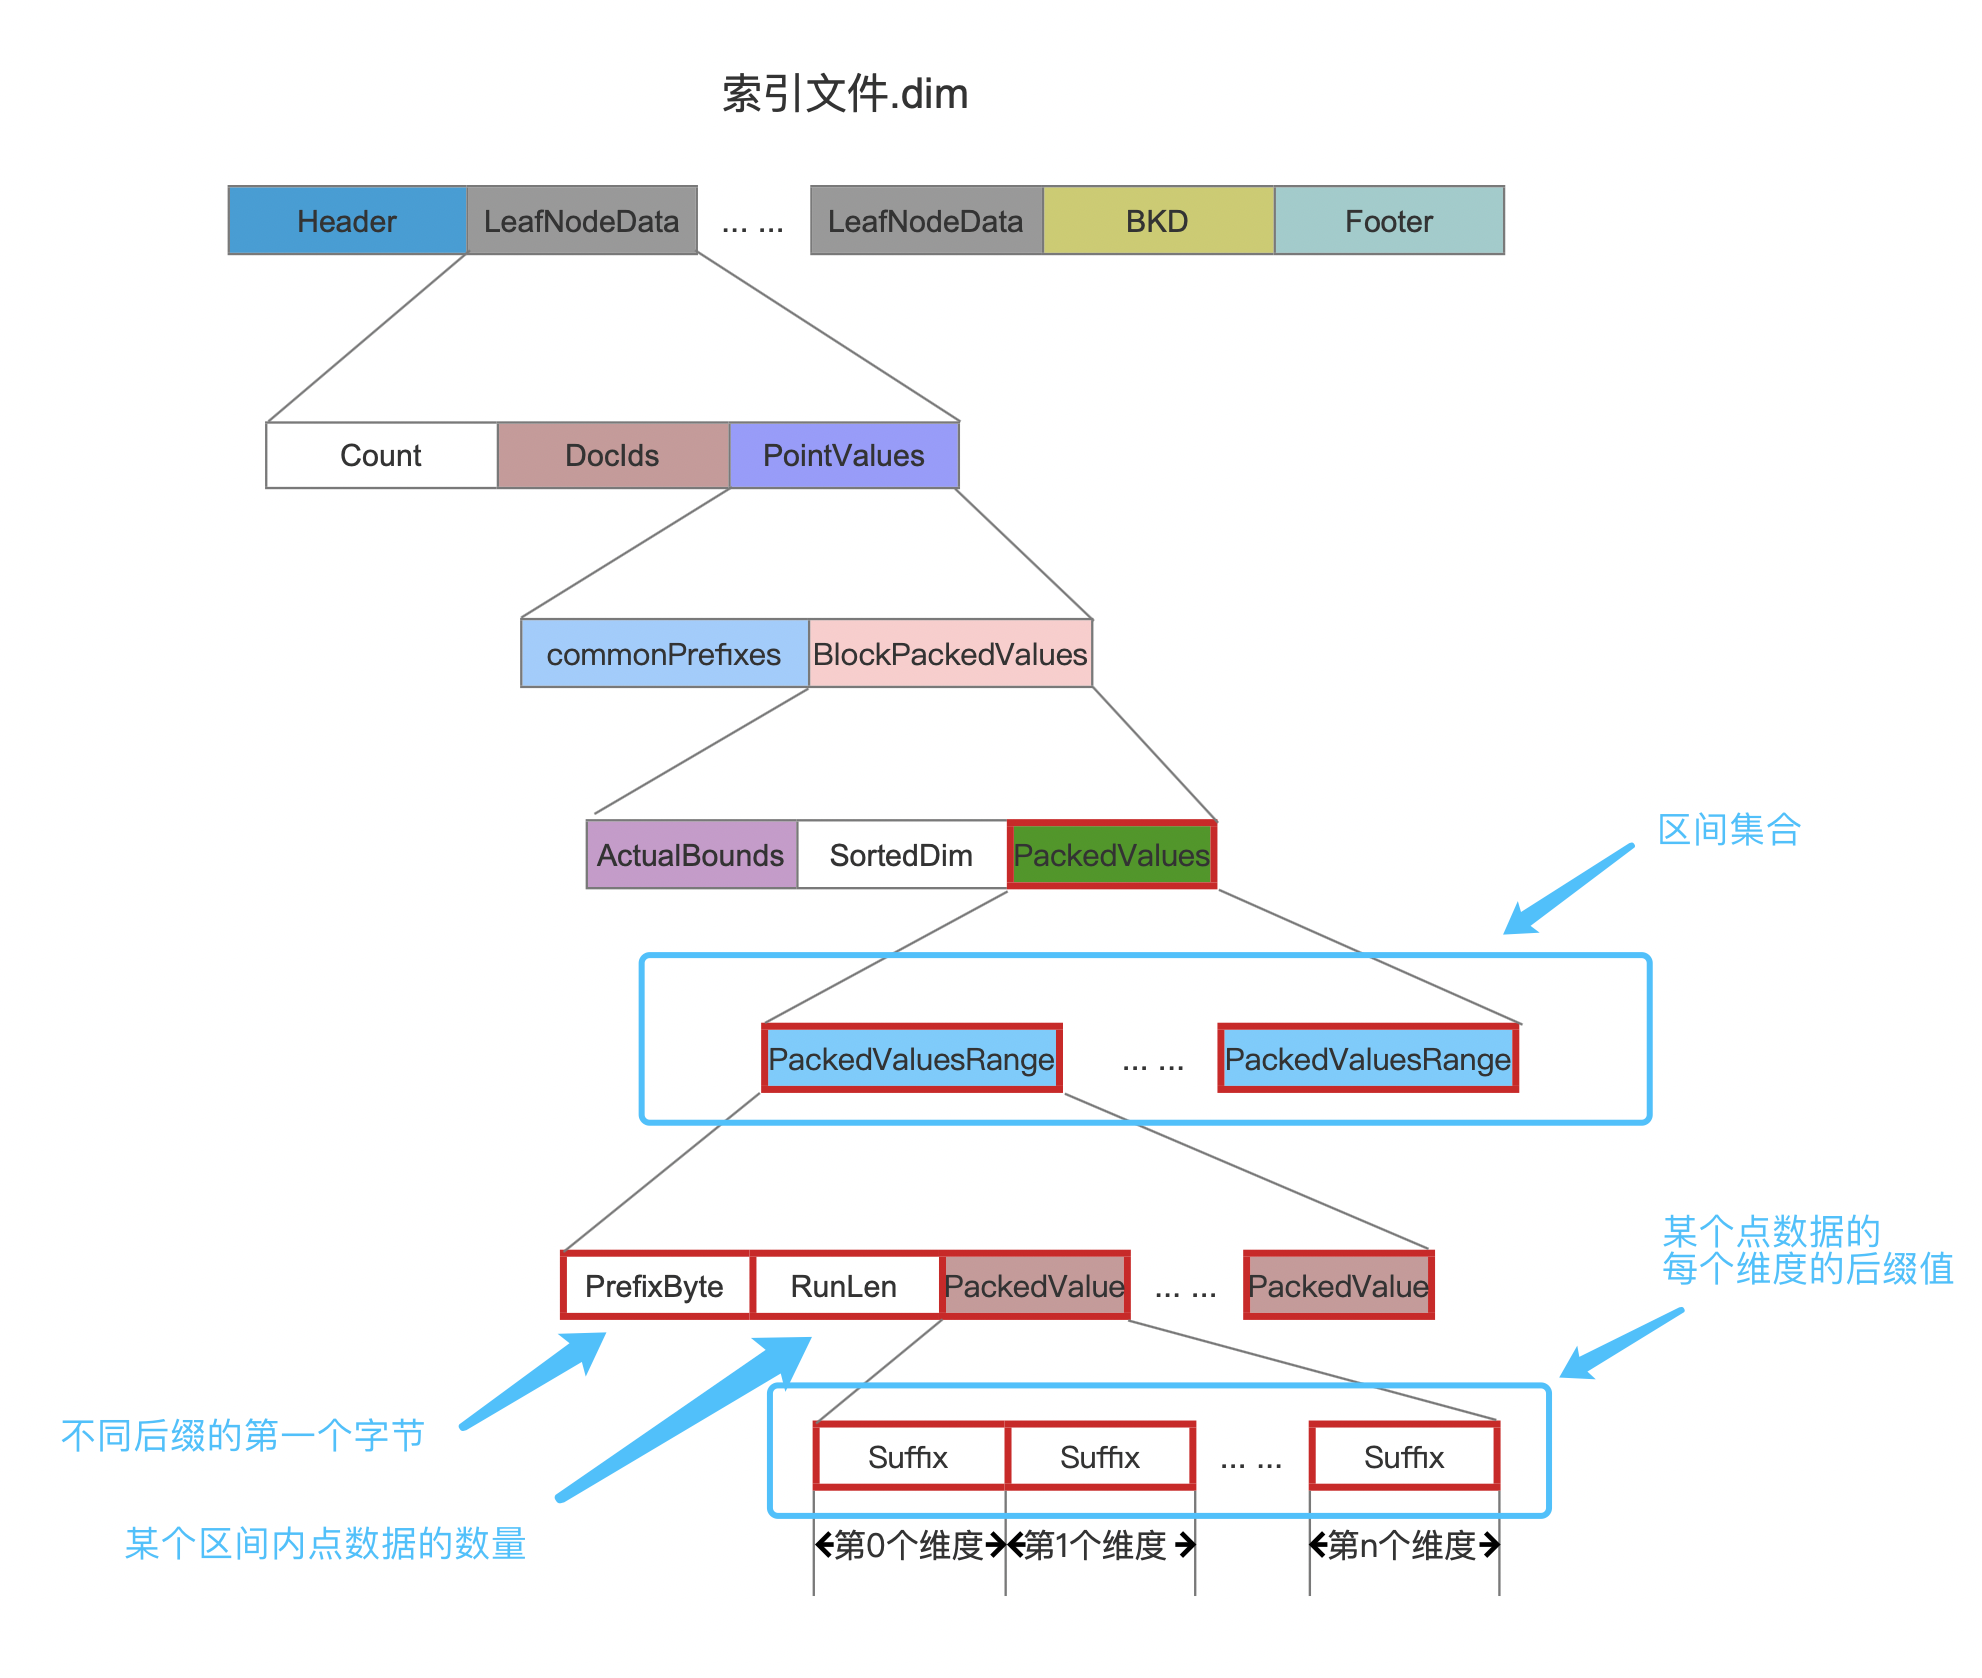 索引文件.dim
Header LeafNodeData ... ... LeafNodeData BKD Footer
Count DocIds PointValues
commonPrefixes BlockPackedValues
区间集合
ActualBounds SortedDim PackedValues
PackedValuesRange ... ... PackedValuesRange
某个点数据的
每个维度的后缀值
PrefixByte RunLen PackedValue ... ... PackedValue
不同后缀的第一个字节
Suffix Suffix ... ... Suffix
某个区间内点数据的数量
第0个维度 第1个维度 第n个维度